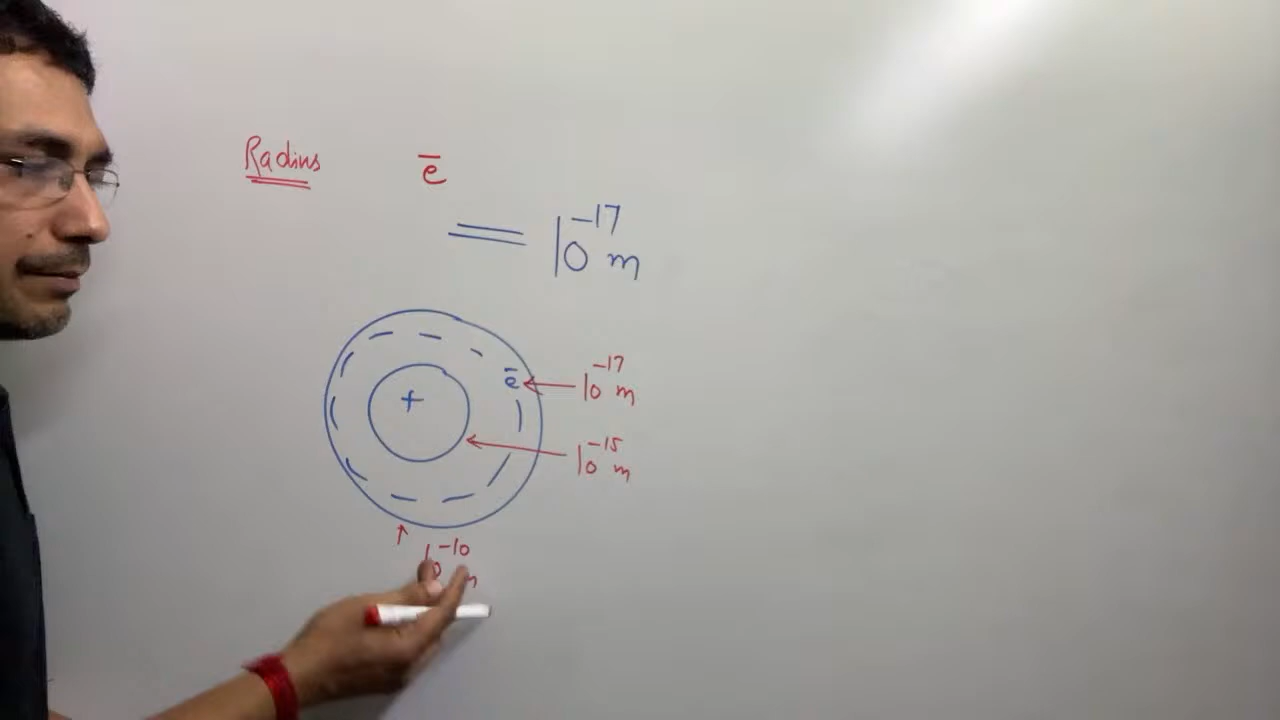 Radius e̅
= 10⁻¹⁷ m
+
e̅ 10⁻¹⁷ m
10⁻¹⁵ m
10⁻¹⁰ m